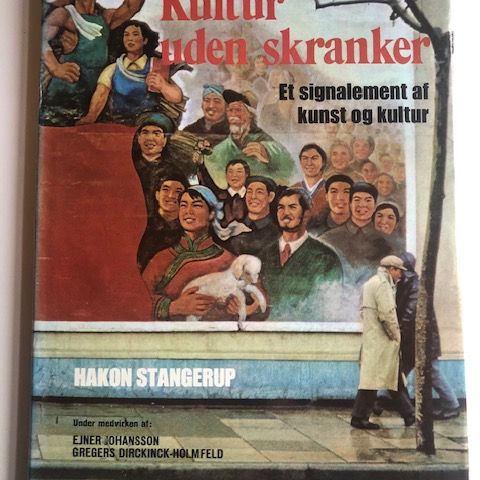 Kultur
uden skranker
Et signalement af
kunst og kultur
HAKON STANGERUP
Under medvirken af:
EJNER JOHANSSON
GREGERS DIRCKINCK-HOLMFELD